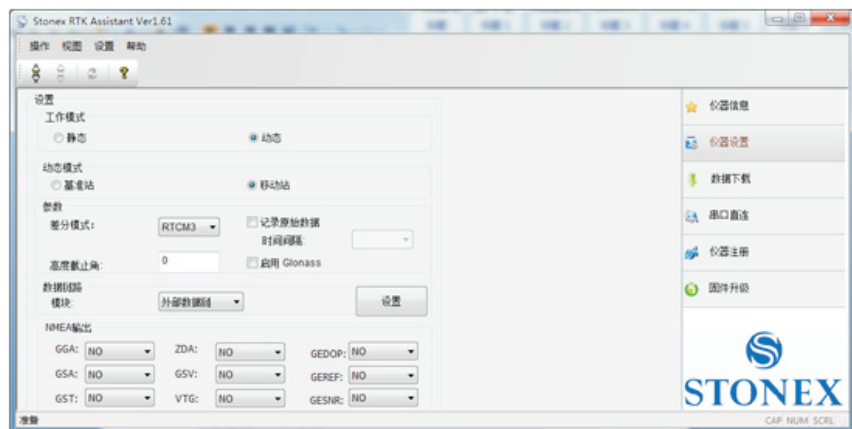 Stonex RTK Assistant Ver1.61
操作 视图 设置 帮助
设置
工作模式
静态 动态
动态模式
基准站 移动站
参数
差分模式: RTCM3 记录原始数据
时间间隔:
高度截止角: 0 启用 Glonass
数据链路
模块: 外部数据链 设置
NMEA输出
GGA: NO ZDA: NO GEDOP: NO
GSA: NO GSV: NO GEREF: NO
GST: NO VTG: NO GESNR: NO
仪器信息
仪器设置
数据下载
串口直连
仪器注册
固件升级
STONEX
准备 CAP NUM SCRL